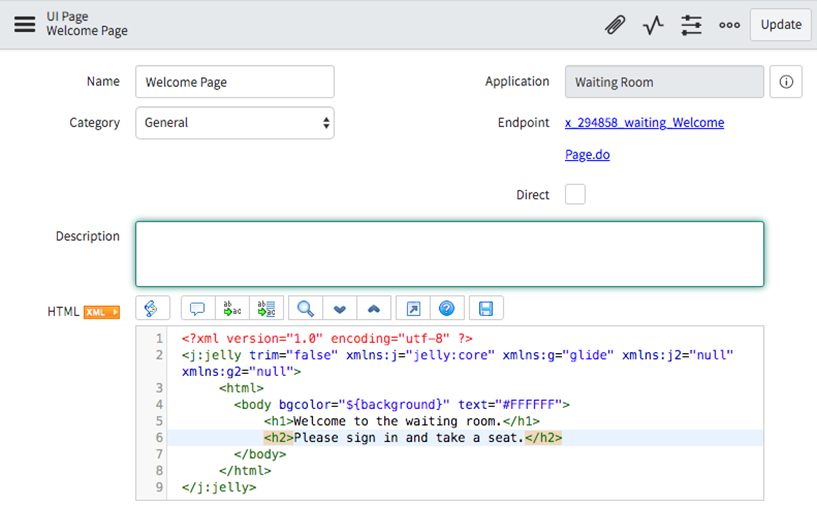 UI Page
Welcome Page
Update
Name
Welcome Page
Application
Waiting Room
Category
General
Endpoint
x_294858_waiting_Welcome
Page.do
Direct
Description
HTML XML
1 <?xml version="1.0" encoding="utf-8" ?>
2 <j:jelly trim="false" xmlns:j="jelly:core" xmlns:g="glide" xmlns:j2="null"
xmlns:g2="null">
3 <html>
4 <body bgcolor="${background}" text="#FFFFFF">
5 <h1>Welcome to the waiting room.</h1>
6 <h2>Please sign in and take a seat.</h2>
7 </body>
8 </html>
9 </j:jelly>